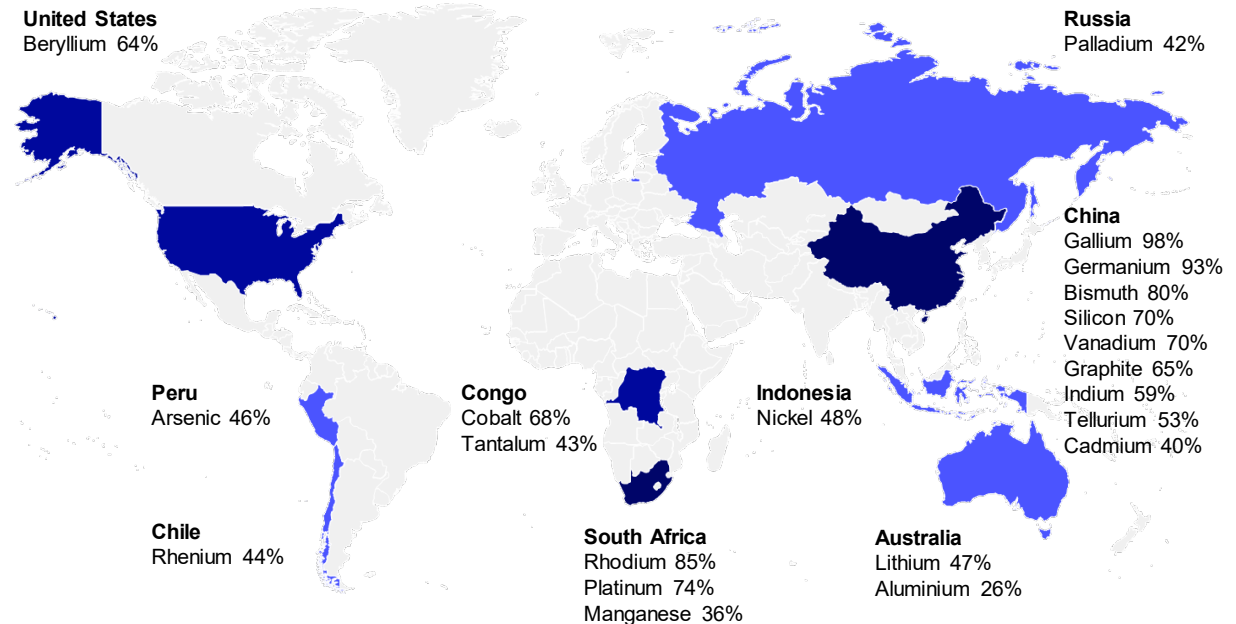 United States
Beryllium 64%
Russia
Palladium 42%
China
Gallium 98%
Germanium 93%
Bismuth 80%
Silicon 70%
Vanadium 70%
Graphite 65%
Indium 59%
Tellurium 53%
Cadmium 40%
Peru
Arsenic 46%
Congo
Cobalt 68%
Tantalum 43%
Indonesia
Nickel 48%
Chile
Rhenium 44%
South Africa
Rhodium 85%
Platinum 74%
Manganese 36%
Australia
Lithium 47%
Aluminium 26%